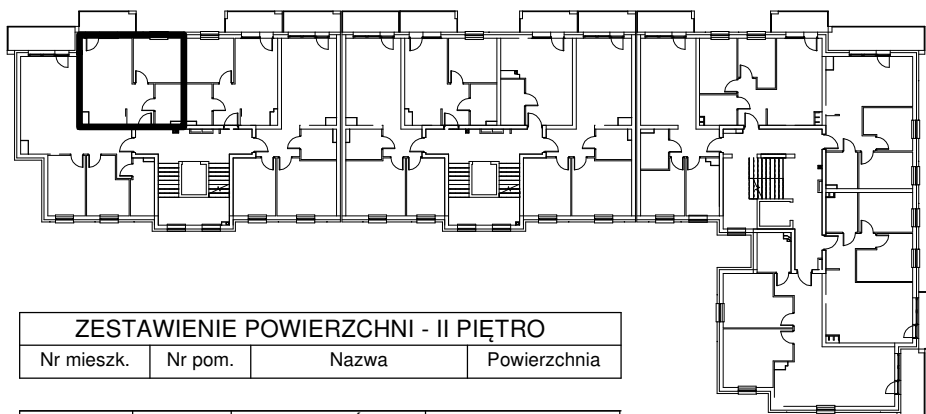 ZESTAWIENIE POWIERZCHNI - II PIĘTRO
Nr mieszk. Nr pom. Nazwa Powierzchnia